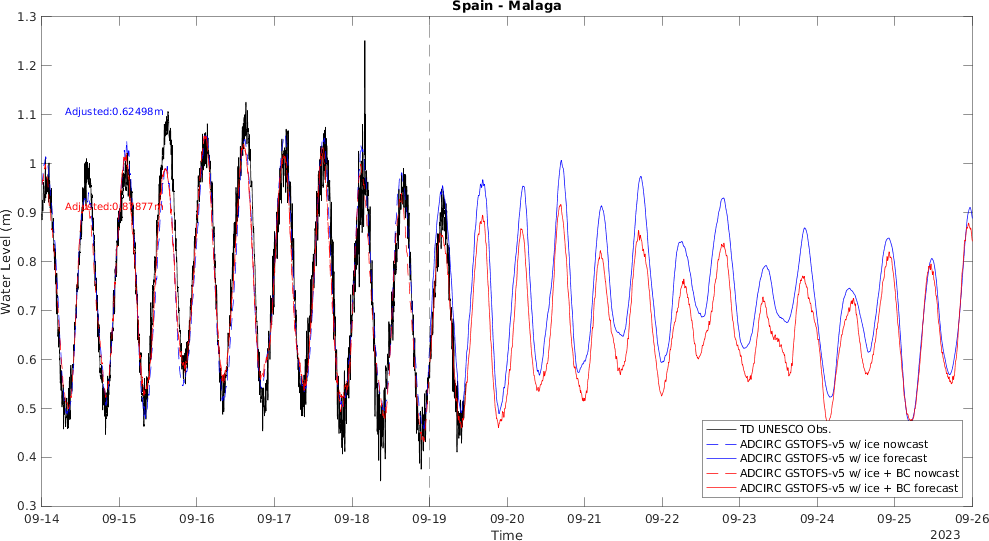 Spain - Malaga
1.3
1.2
1.1
1
0.9
0.8
0.7
0.6
0.5
0.4
0.3
Water Level (m)
Adjusted:0.62498m
TD UNESCO Obs.
ADCIRC GSTOFS-v5 w/ ice nowcast
ADCIRC GSTOFS-v5 w/ ice forecast
ADCIRC GSTOFS-v5 w/ ice + BC nowcast
ADCIRC GSTOFS-v5 w/ ice + BC forecast
09-14 09-15 09-16 09-17 09-18 09-19 09-20 09-21 09-22 09-23 09-24 09-25 09-26
Time
2023